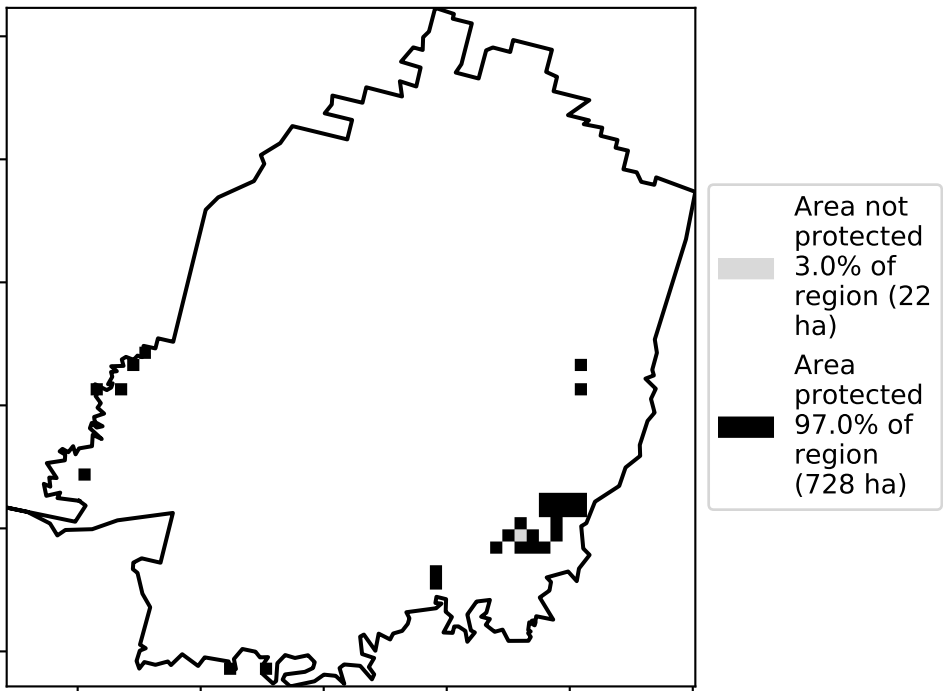 Area not
protected
3.0% of
region (22
ha)
Area
protected
97.0% of
region
(728 ha)